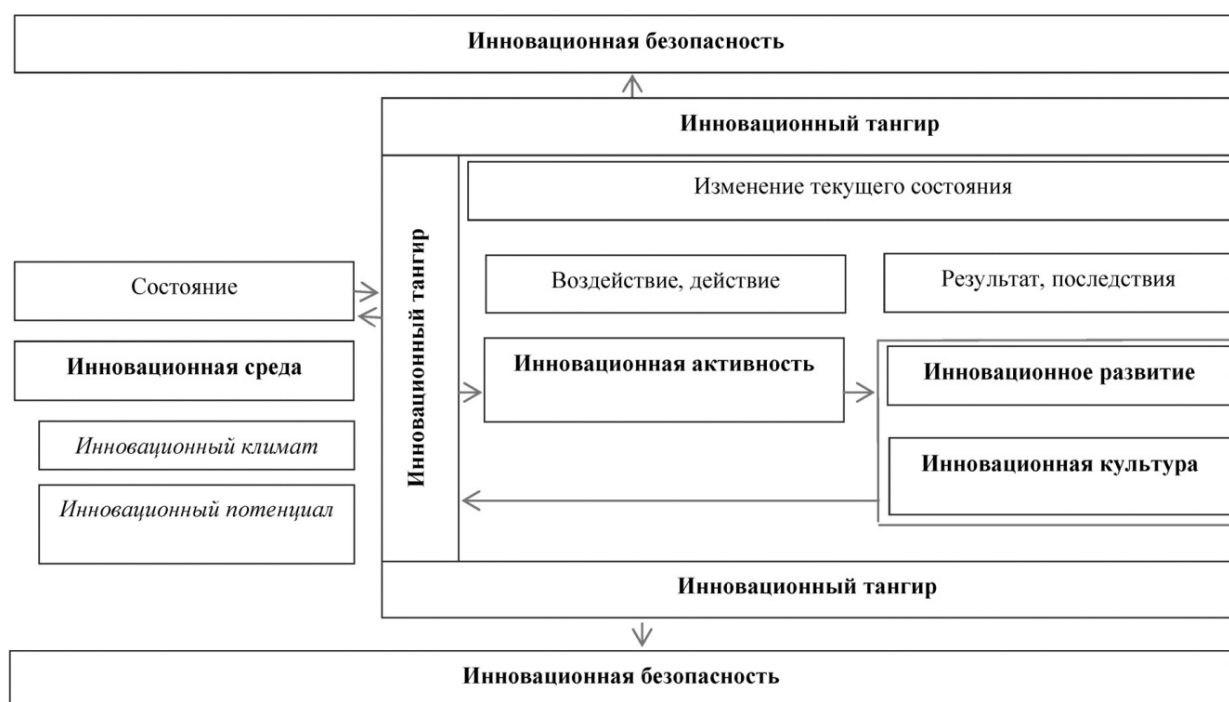 Инновационная безопасность
Инновационный тангир
Изменение текущего состояния
Инновационный тангир
Состояние
Воздействие, действие
Результат, последствия
Инновационная среда
Инновационная активность
Инновационное развитие
Инновационный климат
Инновационная культура
Инновационный потенциал
Инновационный тангир
Инновационная безопасность